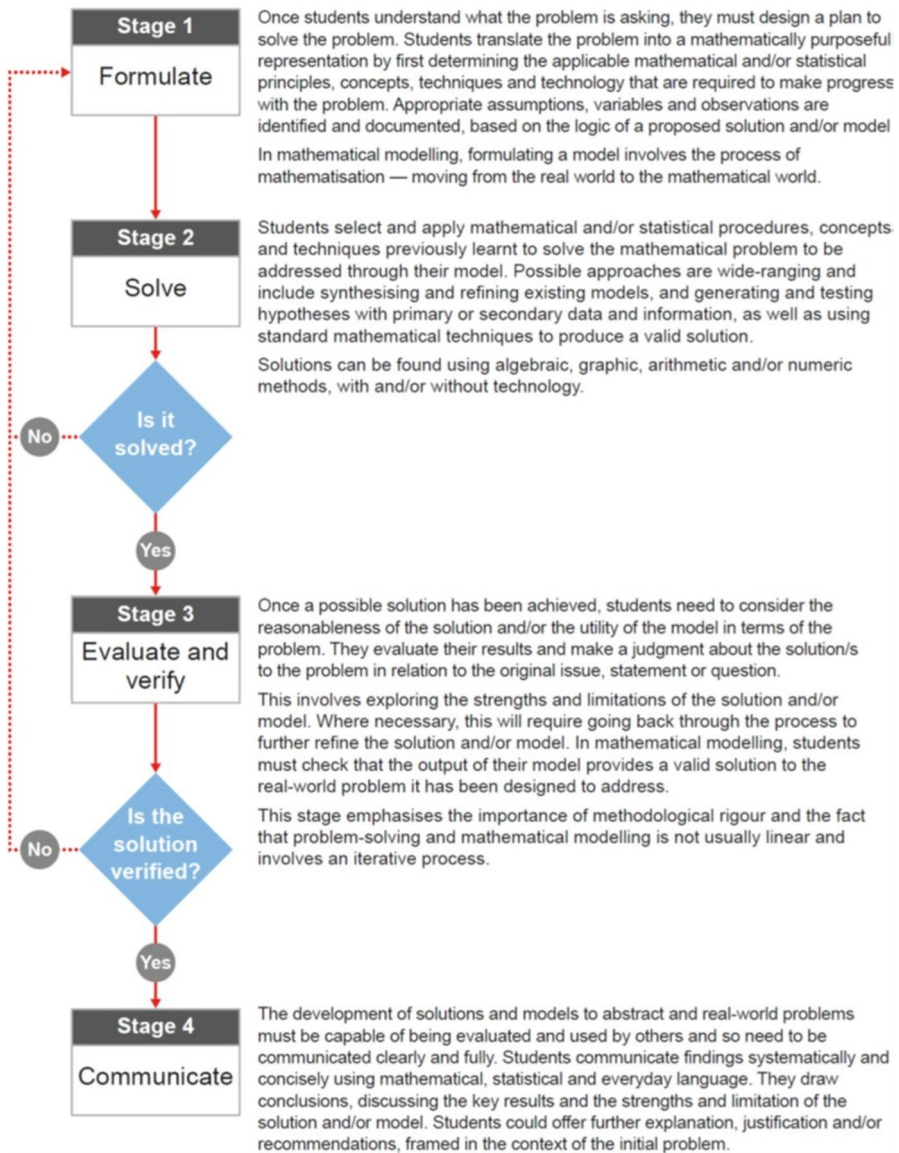 Stage 1
Formulate
Once students understand what the problem is asking, they must design a plan to
solve the problem. Students translate the problem into a mathematically purposeful
representation by first determining the applicable mathematical and/or statistical
principles, concepts, techniques and technology that are required to make progress
with the problem. Appropriate assumptions, variables and observations are
identified and documented, based on the logic of a proposed solution and/or model
In mathematical modelling, formulating a model involves the process of
mathematisation — moving from the real world to the mathematical world.
Stage 2
Solve
Students select and apply mathematical and/or statistical procedures, concepts
and techniques previously learnt to solve the mathematical problem to be
addressed through their model. Possible approaches are wide-ranging and
include synthesising and refining existing models, and generating and testing
hypotheses with primary or secondary data and information, as well as using
standard mathematical techniques to produce a valid solution.
Solutions can be found using algebraic, graphic, arithmetic and/or numeric
methods, with and/or without technology.
Is it
solved?
No
Yes
Stage 3
Evaluate and
verify
Once a possible solution has been achieved, students need to consider the
reasonableness of the solution and/or the utility of the model in terms of the
problem. They evaluate their results and make a judgment about the solution/s
to the problem in relation to the original issue, statement or question.
This involves exploring the strengths and limitations of the solution and/or
model. Where necessary, this will require going back through the process to
further refine the solution and/or model. In mathematical modelling, students
must check that the output of their model provides a valid solution to the
real-world problem it has been designed to address.
This stage emphasises the importance of methodological rigour and the fact
that problem-solving and mathematical modelling is not usually linear and
involves an iterative process.
Is the
solution
verified?
No
Yes
Stage 4
Communicate
The development of solutions and models to abstract and real-world problems
must be capable of being evaluated and used by others and so need to be
communicated clearly and fully. Students communicate findings systematically and
concisely using mathematical, statistical and everyday language. They draw
conclusions, discussing the key results and the strengths and limitation of the
solution and/or model. Students could offer further explanation, justification and/or
recommendations, framed in the context of the initial problem.